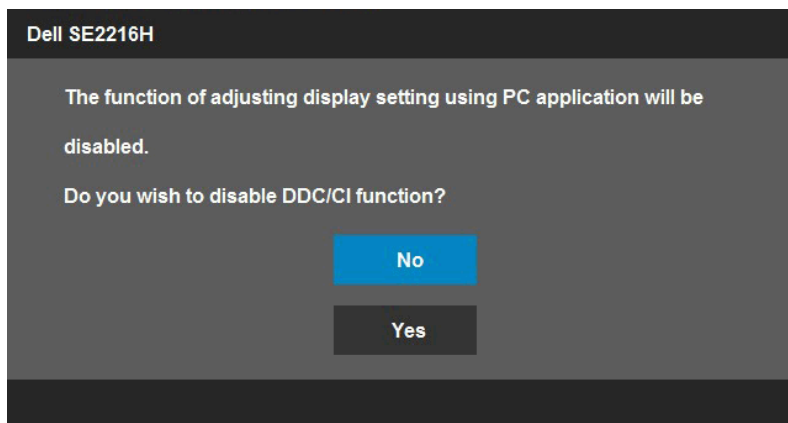 Dell SE2216H
The function of adjusting display setting using PC application will be
disabled.
Do you wish to disable DDC/CI function?
No
Yes